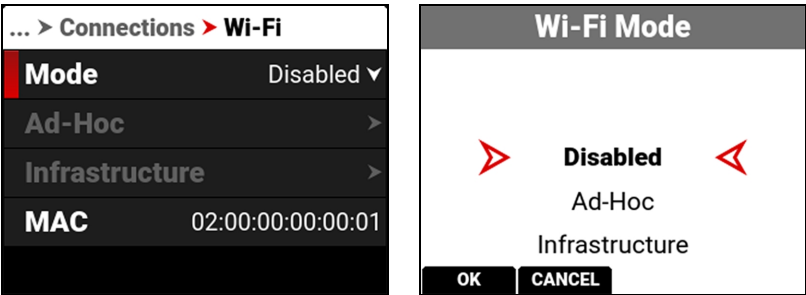 ... > Connections > Wi-Fi
Mode Disabled
Ad-Hoc >
Infrastructure >
MAC 02:00:00:00:00:01
Wi-Fi Mode
Disabled
Ad-Hoc
Infrastructure
OK CANCEL